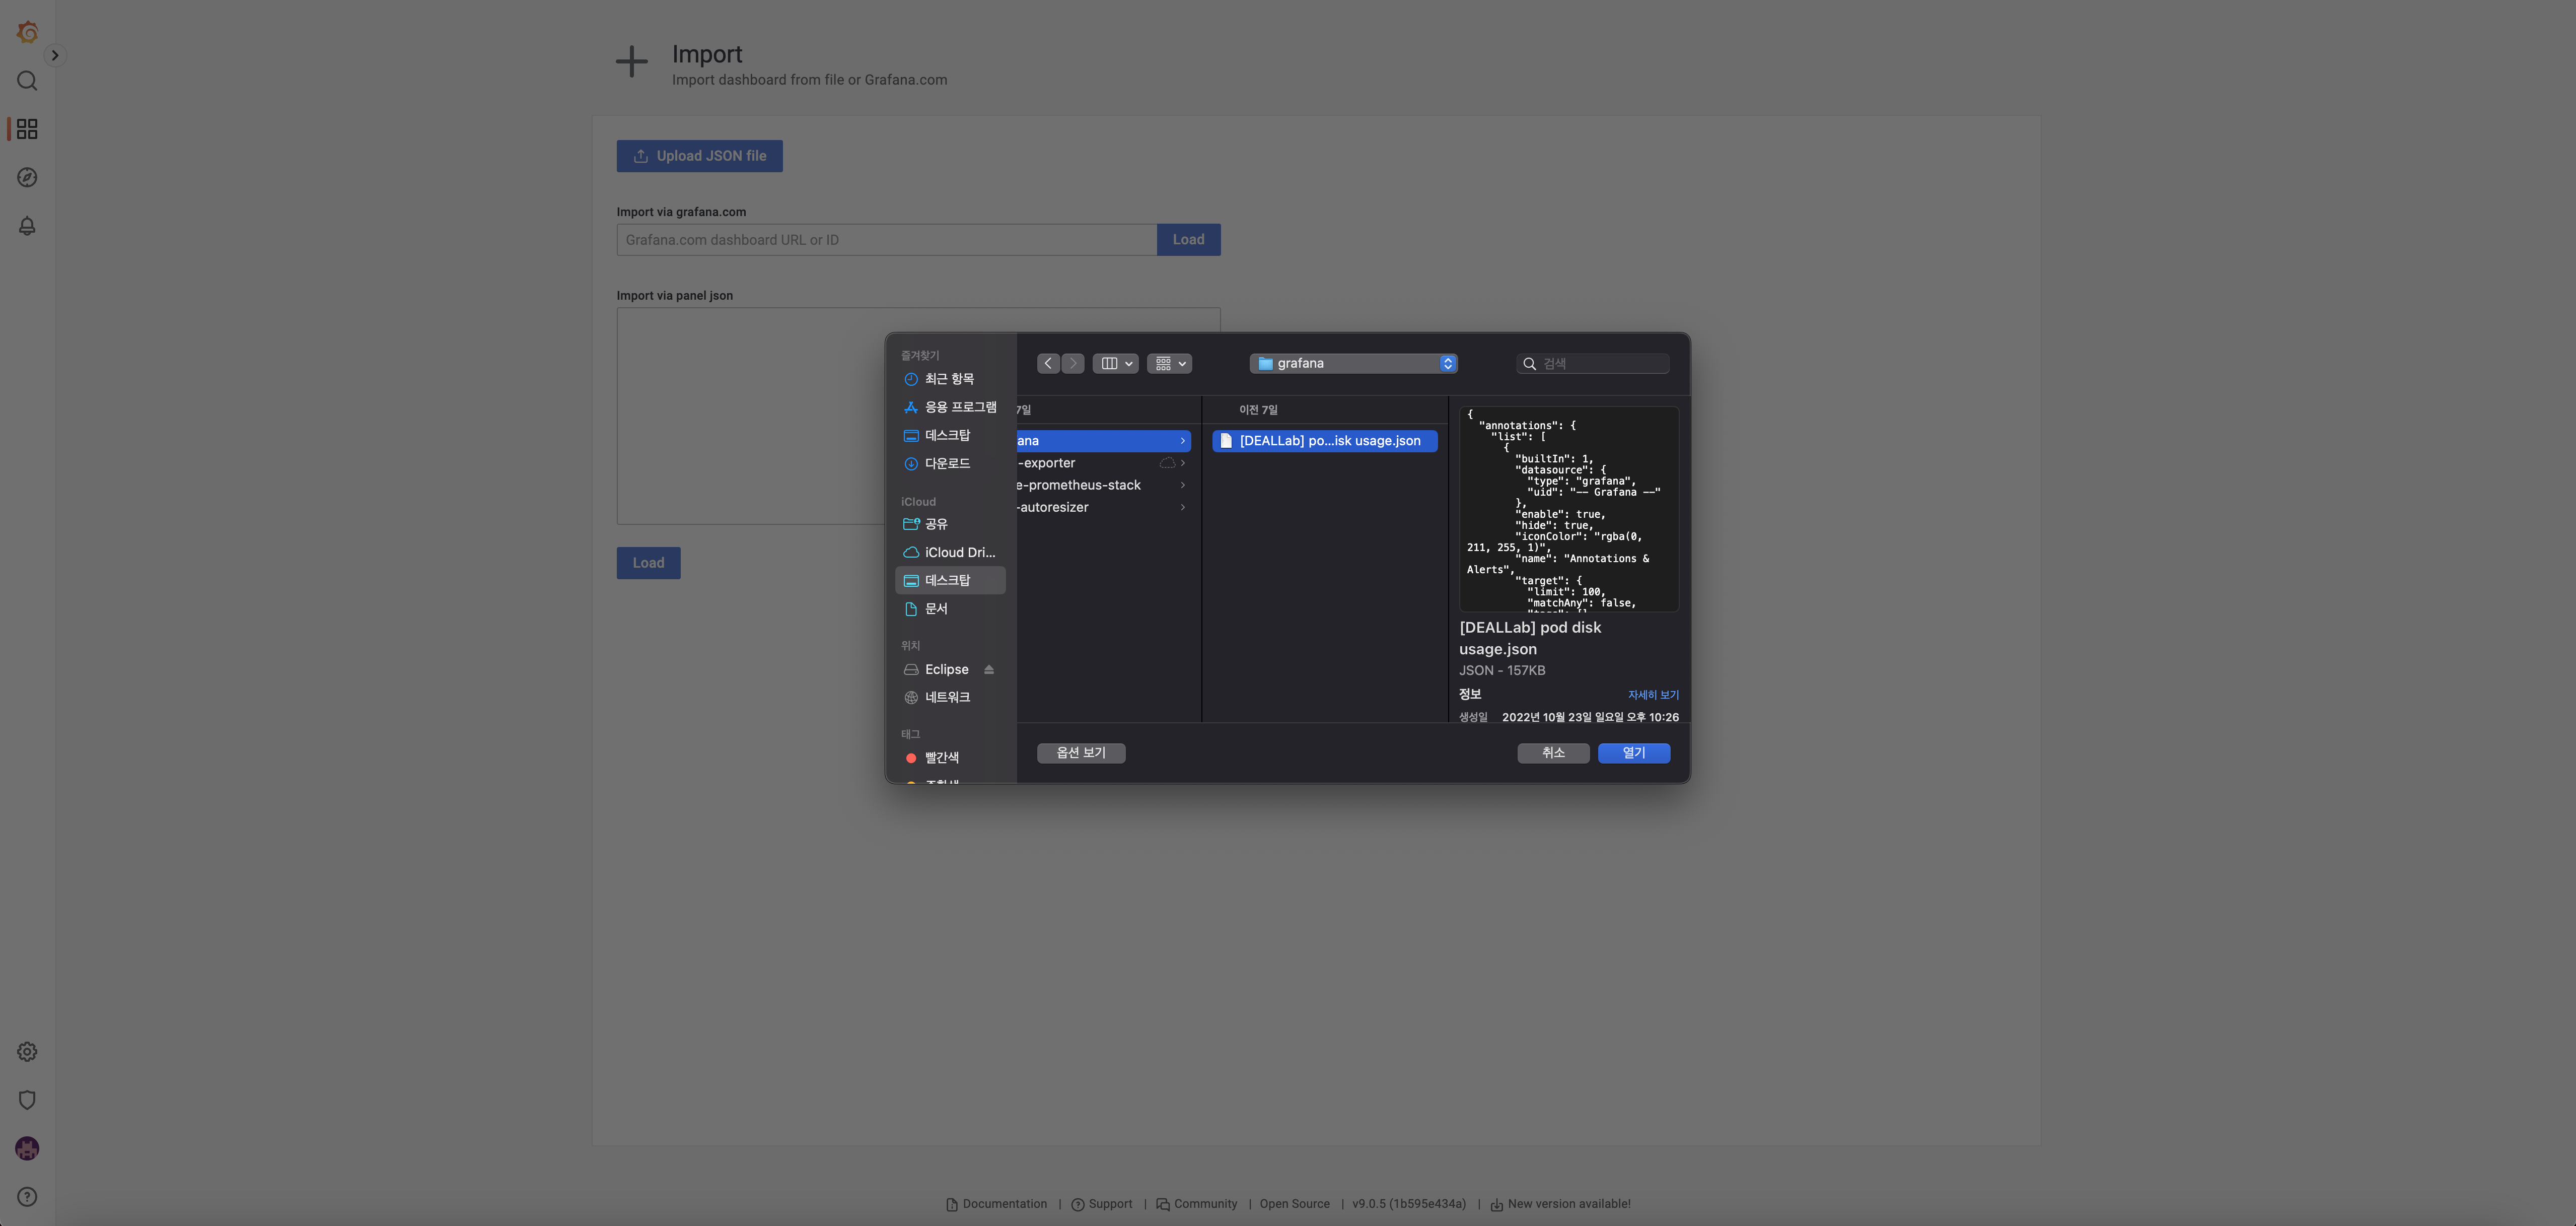 Import
Import dashboard from file or Grafana.com
Upload JSON file
Import via grafana.com
Grafana.com dashboard URL or ID
Load
Import via panel json
Load
즐겨찾기
최근 항목
응용 프로그램
데스크탑
다운로드
iCloud
공유
iCloud Dri...
데스크탑
문서
위치
Eclipse
네트워크
태그
빨간색
grafana
검색
7일
ana
-exporter
e-prometheus-stack
-autoresizer
이전 7일
[DEALLab] po...isk usage.json
{
"annotations": {
"list": [
{
"builtIn": 1,
"datasource": {
"type": "grafana",
"uid": "-- Grafana --"
},
"enable": true,
"hide": true,
"iconColor": "rgba(0,
211, 255, 1)",
"name": "Annotations &
Alerts",
"target": {
"limit": 100,
"matchAny": false,
[DEALLab] pod disk
usage.json
JSON - 157KB
정보 자세히 보기
생성일 2022년 10월 23일 일요일 오후 10:26
옵션 보기
취소
열기
Documentation | Support | Community | Open Source | v9.0.5 (1b595e434a) | New version available!